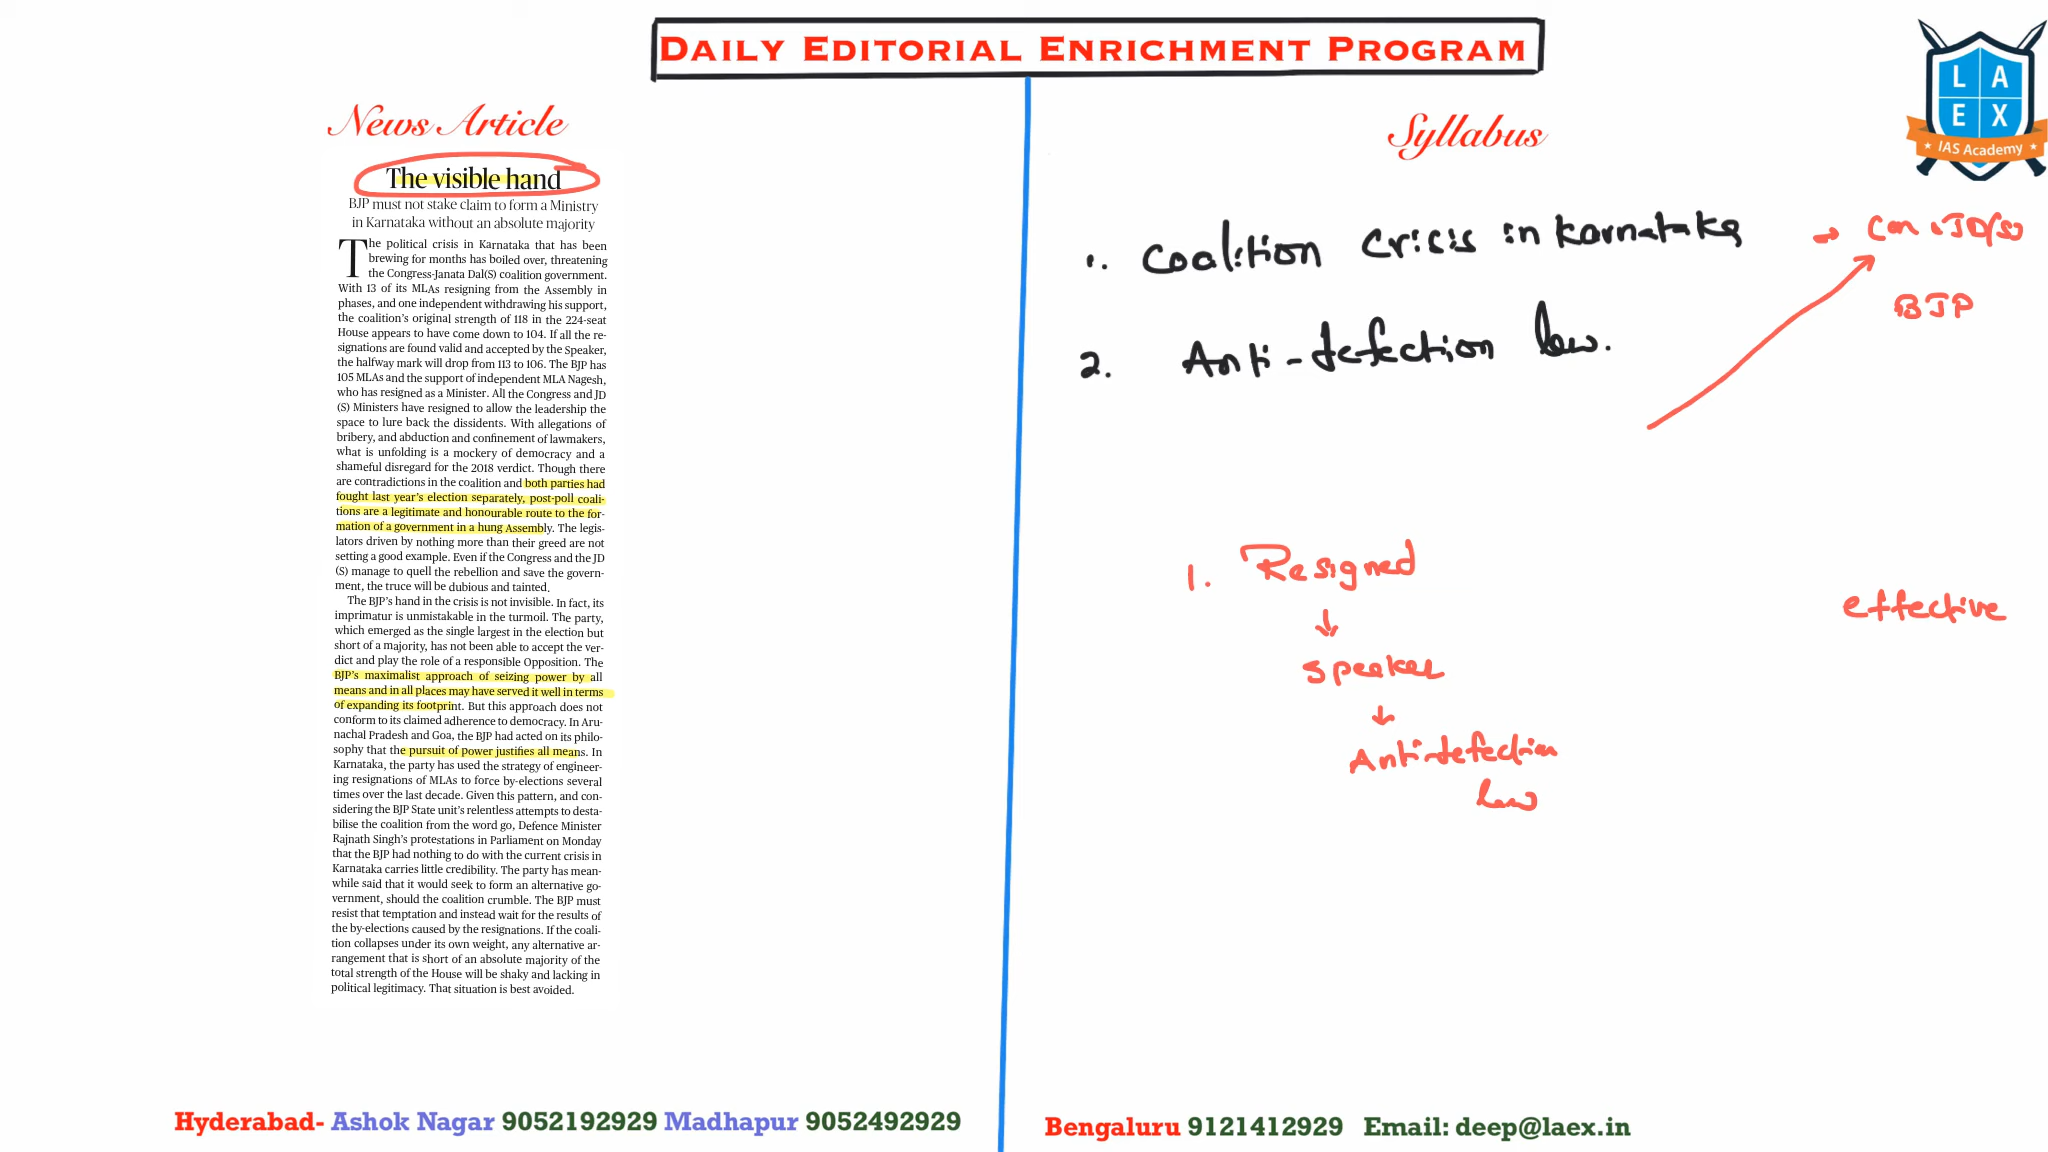 DAILY EDITORIAL ENRICHMENT PROGRAM
L A
E X
IAS Academy
News Article
The visible hand
BJP must not stake claim to form a Ministry
in Karnataka without an absolute majority
The political crisis in Karnataka that has been
brewing for months has boiled over, threatening
the Congress-Janata Dal(S) coalition government.
With 13 of its MLAs resigning from the Assembly in
phases, and one independent withdrawing his support,
the coalition's original strength of 118 in the 224-seat
House appears to have come down to 104. If all the re-
signations are found valid and accepted by the Speaker,
the halfway mark will drop from 113 to 106. The BJP has
105 MLAs and the support of independent MLA Nagesh,
who has resigned as a Minister. All the Congress and JD
(S) Ministers have resigned to allow the leadership the
space to lure back the dissidents. With allegations of
bribery, and abduction and confinement of lawmakers,
what is unfolding is a mockery of democracy and a
shameful disregard for the 2018 verdict. Though there
are contradictions in the coalition and both parties had
fought last year's election separately, post-poll coali-
tions are a legitimate and honourable route to the for-
mation of a government in a hung Assembly. The legis-
lators driven by nothing more than their greed are not
setting a good example. Even if the Congress and the JD
(S) manage to quell the rebellion and save the govern-
ment, the truce will be dubious and tainted.
The BJP's hand in the crisis is not invisible. In fact, its
imprimatur is unmistakable in the turmoil. The party,
which emerged as the single largest in the election but
short of a majority, has not been able to accept the ver-
dict and play the role of a responsible Opposition. The
BJP's maximalist approach of seizing power by all
means and in all places may have served it well in terms
of expanding its footprint. But this approach does not
conform to its claimed adherence to democracy. In Aru-
nachal Pradesh and Goa, the BJP had acted on its philo-
sophy that the pursuit of power justifies all means. In
Karnataka, the party has used the strategy of engineer-
ing resignations of MLAs to force by-elections several
times over the last decade. Given this pattern, and con-
sidering the BJP State unit's relentless attempts to desta-
bilise the coalition from the word go, Defence Minister
Rajnath Singh's protestations in Parliament on Monday
that the BJP had nothing to do with the current crisis in
Karnataka carries little credibility. The party has mean-
while said that it would seek to form an alternative go-
vernment, should the coalition crumble. The BJP must
resist that temptation and instead wait for the results of
the by-elections caused by the resignations. If the coali-
tion collapses under its own weight, any alternative ar-
rangement that is short of an absolute majority of the
total strength of the House will be shaky and lacking in
political legitimacy. That situation is best avoided.
Syllabus
1. Coalition crisis in Karnataka → Con JD(S)
BJP
2. Anti-defection law.
1. Resigned
effective
↓
Speaker
↓
Anti-defection
law
Hyderabad- Ashok Nagar 9052192929 Madhapur 9052492929
Bengaluru 9121412929 Email: deep@laex.in